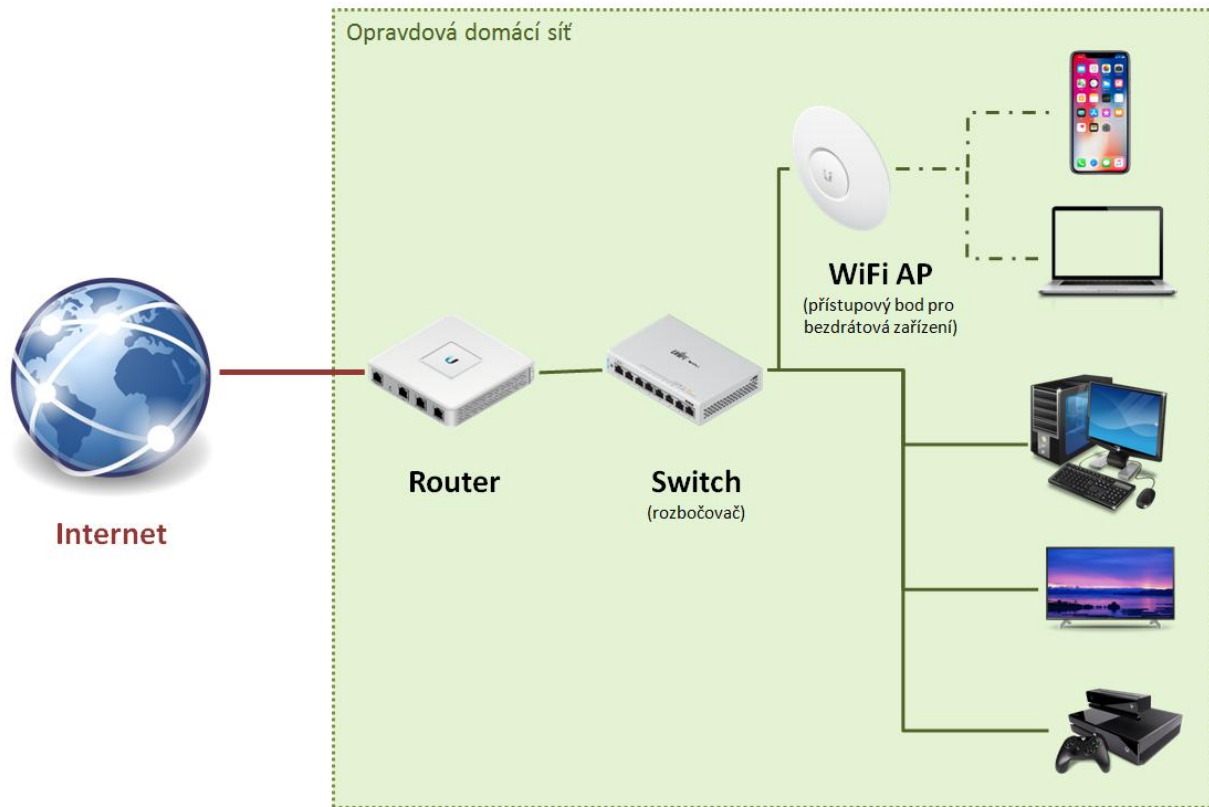 Opravdová domácí síť
WiFi AP
(přístupový bod pro
bezdrátová zařízení)
Router
Switch
(rozbočovač)
Internet